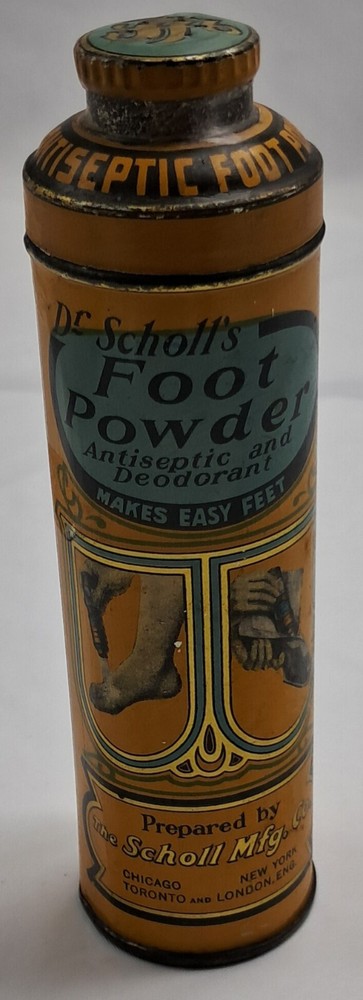 ANTISEPTIC FOOT
Dr Scholl's
Foot
Powder
Antiseptic and
Deodorant
MAKES EASY FEET
Prepared by
The Scholl Mfg. Co
CHICAGO NEW YORK
TORONTO AND LONDON, ENG.